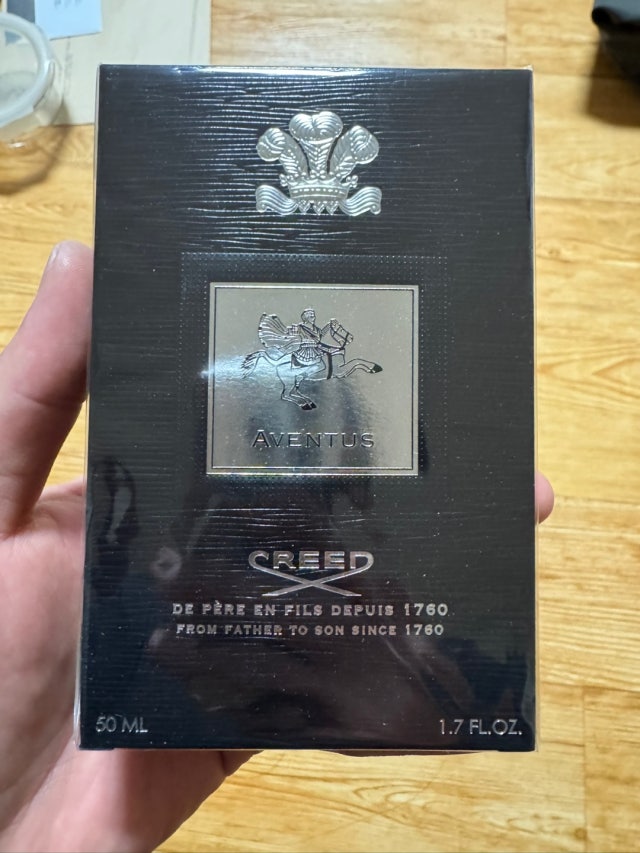 AVENTUS
CREED
DE PÈRE EN FILS DEPUIS 1760
FROM FATHER TO SON SINCE 1760
50 ML
1.7 FL.OZ.